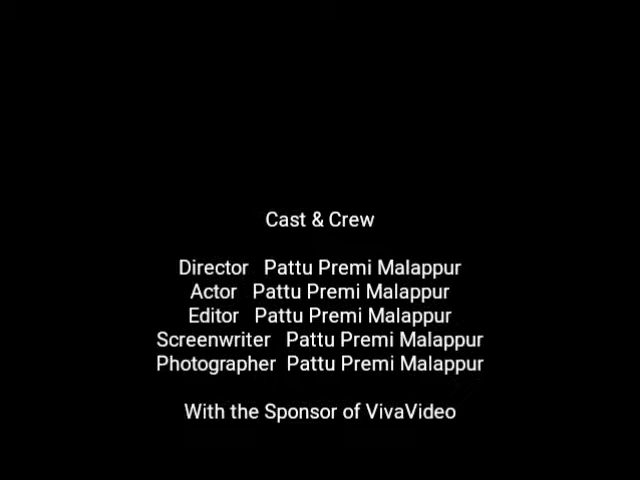 Cast & Crew
Director Pattu Premi Malappur
Actor Pattu Premi Malappur
Editor Pattu Premi Malappur
Screenwriter Pattu Premi Malappur
Photographer Pattu Premi Malappur
With the Sponsor of VivaVideo